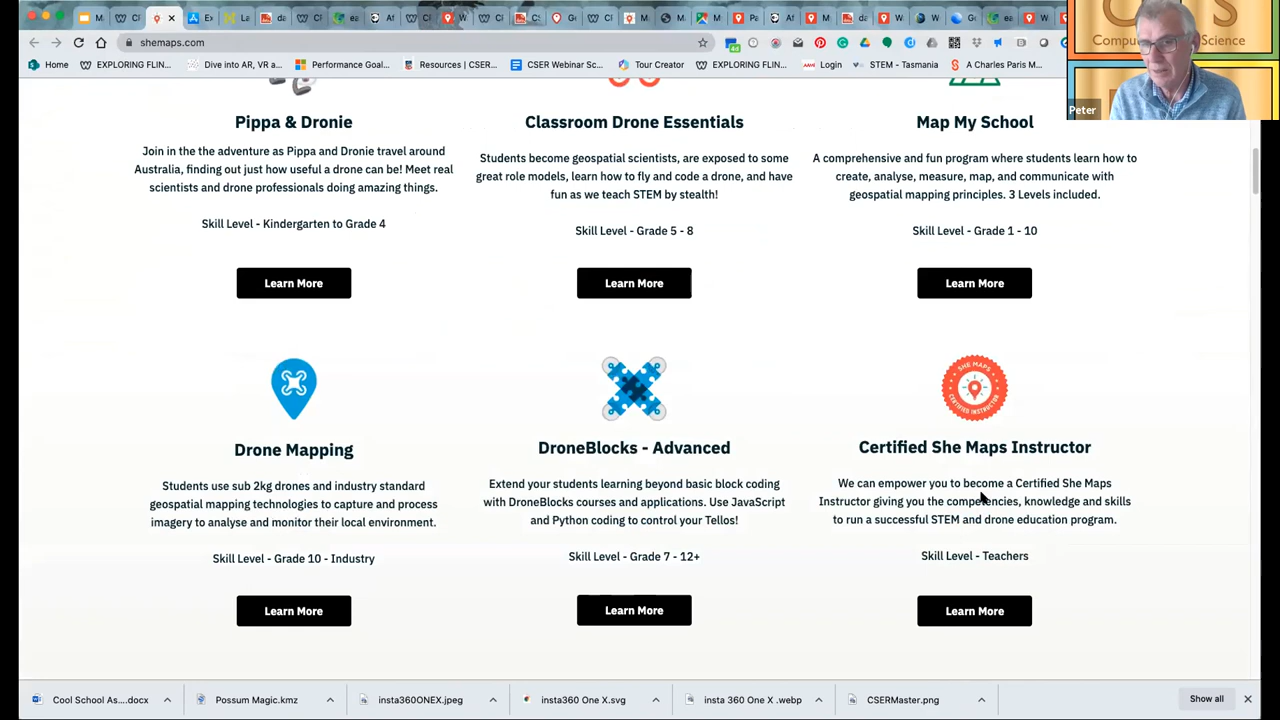 shemaps.com
Home
EXPLORING FLIN...
Dive into AR, VR a...
Performance Goal...
Resources | CSER...
CSER Webinar Sc...
Tour Creator
EXPLORING FLIN...
Login
STEM - Tasmania
A Charles Paris M...
Science
Peter
Pippa & Dronie
Join in the the adventure as Pippa and Dronie travel around
Australia, finding out just how useful a drone can be! Meet real
scientists and drone professionals doing amazing things.
Skill Level - Kindergarten to Grade 4
Learn More
Classroom Drone Essentials
Students become geospatial scientists, are exposed to some
great role models, learn how to fly and code a drone, and have
fun as we teach STEM by stealth!
Skill Level - Grade 5 - 8
Learn More
Map My School
A comprehensive and fun program where students learn how to
create, analyse, measure, map, and communicate with
geospatial mapping principles. 3 Levels included.
Skill Level - Grade 1 - 10
Learn More
Drone Mapping
Students use sub 2kg drones and industry standard
geospatial mapping technologies to capture and process
imagery to analyse and monitor their local environment.
Skill Level - Grade 10 - Industry
Learn More
DroneBlocks - Advanced
Extend your students learning beyond basic block coding
with DroneBlocks courses and applications. Use JavaScript
and Python coding to control your Tellos!
Skill Level - Grade 7 - 12+
Learn More
SHE MAPS
CERTIFIED INSTRUCTOR
Certified She Maps Instructor
We can empower you to become a Certified She Maps
Instructor giving you the competencies, knowledge and skills
to run a successful STEM and drone education program.
Skill Level - Teachers
Learn More
Cool School As....docx
Possum Magic.kmz
insta360ONEX.jpeg
insta360 One X.svg
insta 360 One X .webp
CSERMaster.png
Show all